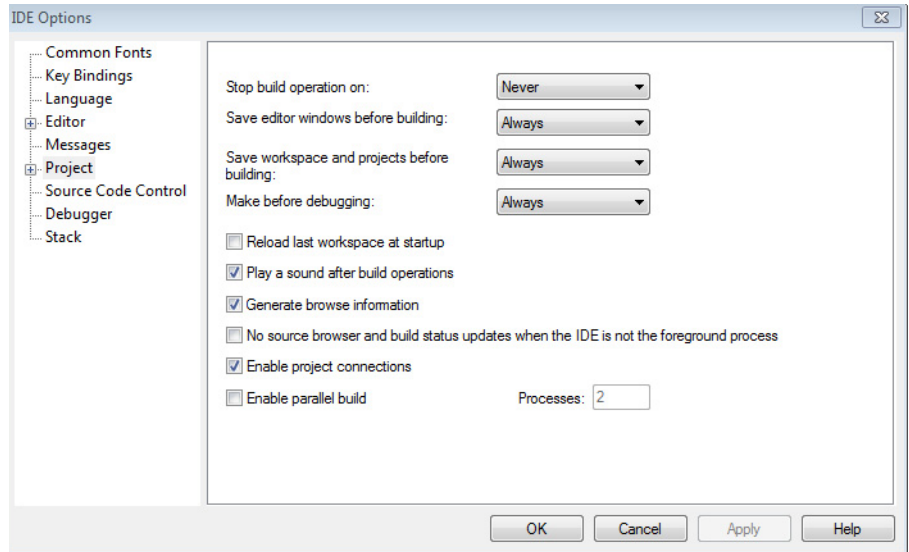 IDE Options
Common Fonts
Key Bindings
Language
Editor
Messages
Project
Source Code Control
Debugger
Stack
Stop build operation on: Never
Save editor windows before building: Always
Save workspace and projects before
building: Always
Make before debugging: Always
Reload last workspace at startup
Play a sound after build operations
Generate browse information
No source browser and build status updates when the IDE is not the foreground process
Enable project connections
Enable parallel build Processes: 2
OK Cancel Apply Help